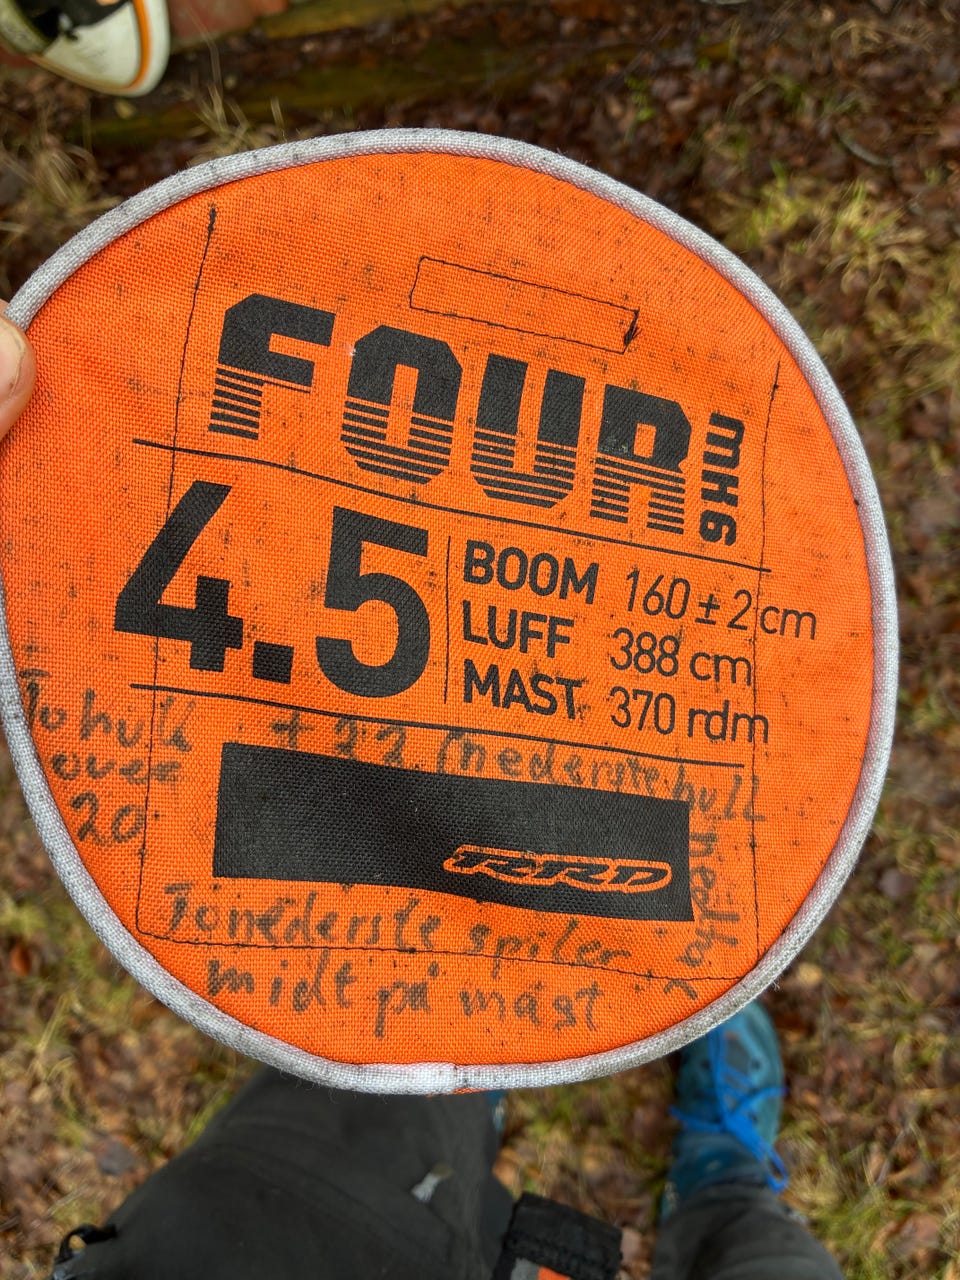 FOUR MK6
4.5
BOOM 160 ± 2 cm
LUFF 388 cm
MAST 370 rdm
To hull
over
20
+ 22 (nederste hull
RRD
To nederste spiler
midt på mast